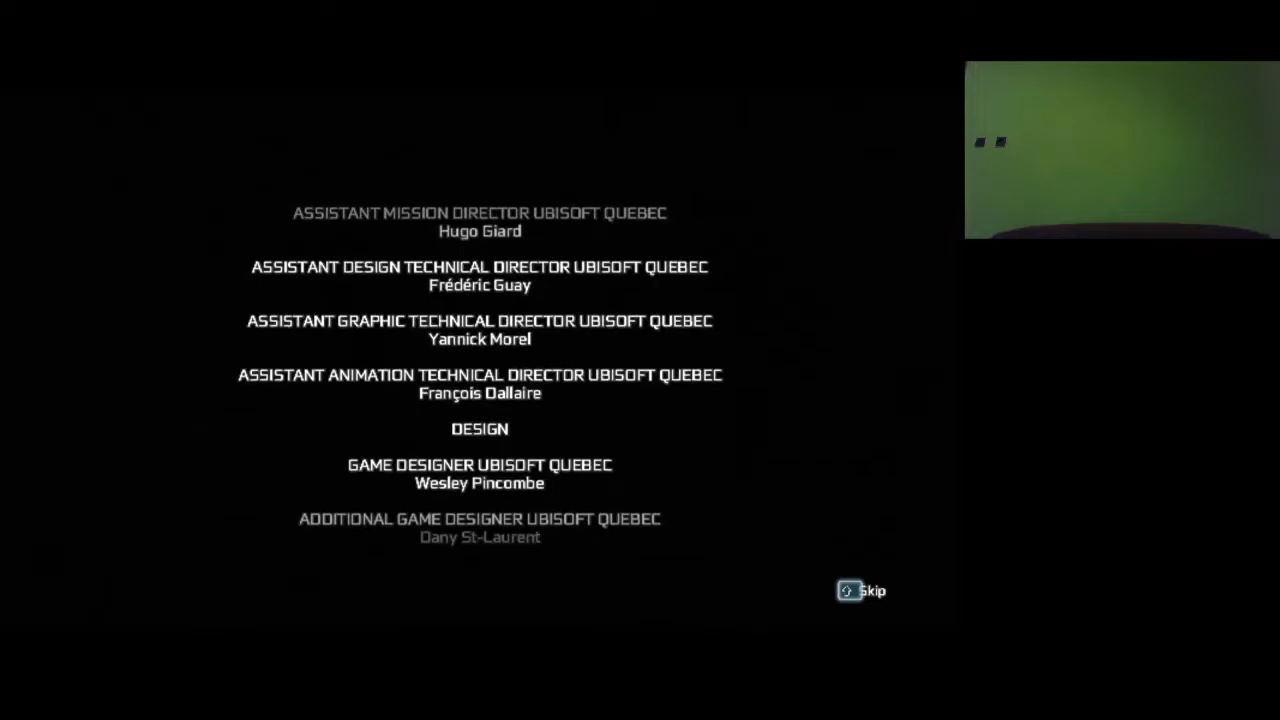 ASSISTANT MISSION DIRECTOR UBISOFT QUEBEC
Hugo Giard
ASSISTANT DESIGN TECHNICAL DIRECTOR UBISOFT QUEBEC
Frédéric Guay
ASSISTANT GRAPHIC TECHNICAL DIRECTOR UBISOFT QUEBEC
Yannick Morel
ASSISTANT ANIMATION TECHNICAL DIRECTOR UBISOFT QUEBEC
François Dallaire
DESIGN
GAME DESIGNER UBISOFT QUEBEC
Wesley Pincombe
ADDITIONAL GAME DESIGNER UBISOFT QUEBEC
Dany St-Laurent
Skip